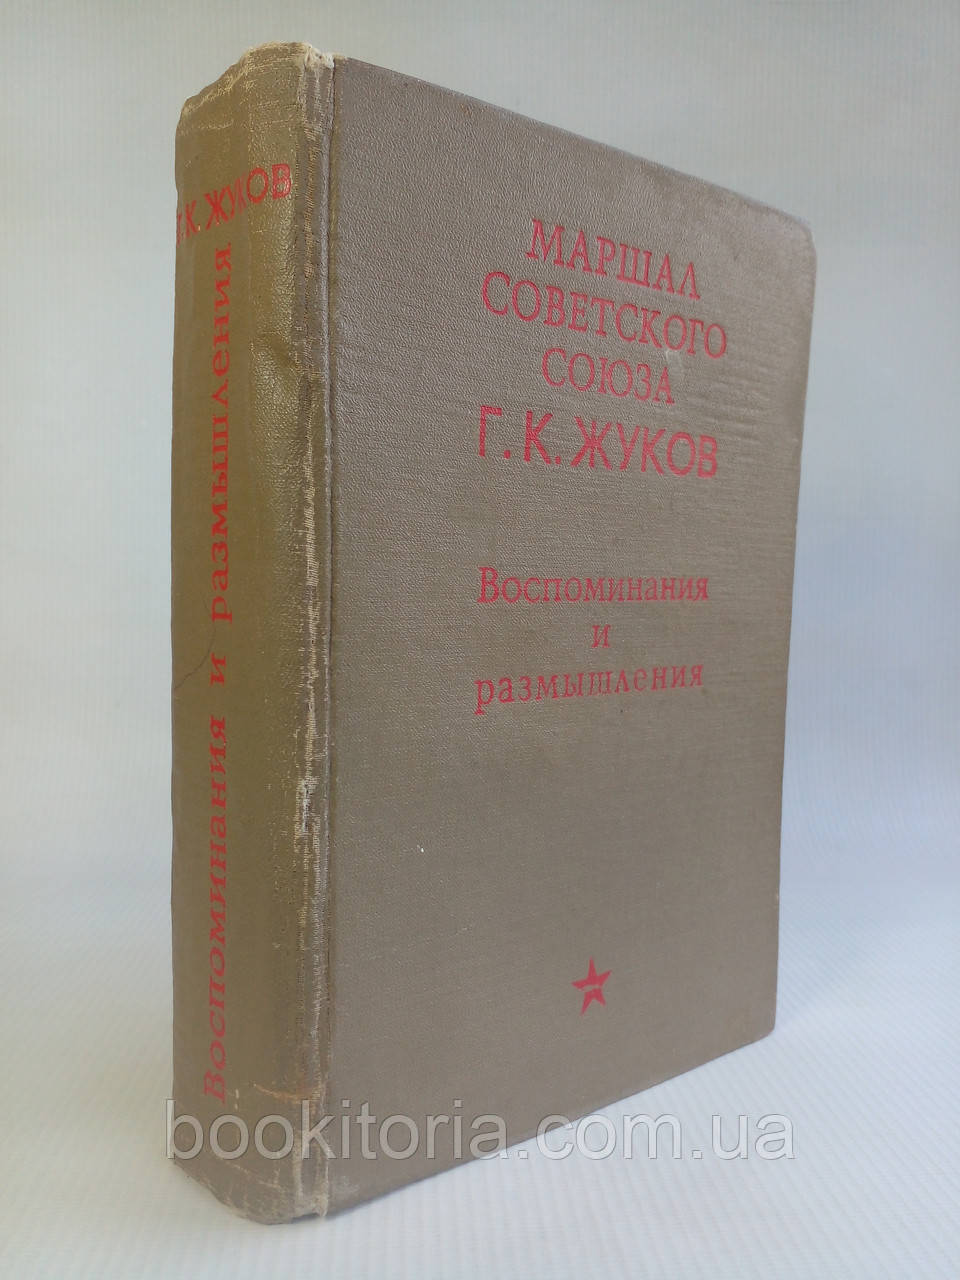 Г.К.ЖУКОВ
Воспоминания и размышления
МАРШАЛ
СОВЕТСКОГО
СОЮЗА
Г.К.ЖУКОВ
Воспоминания
и
размышления
bookitoria.com.ua